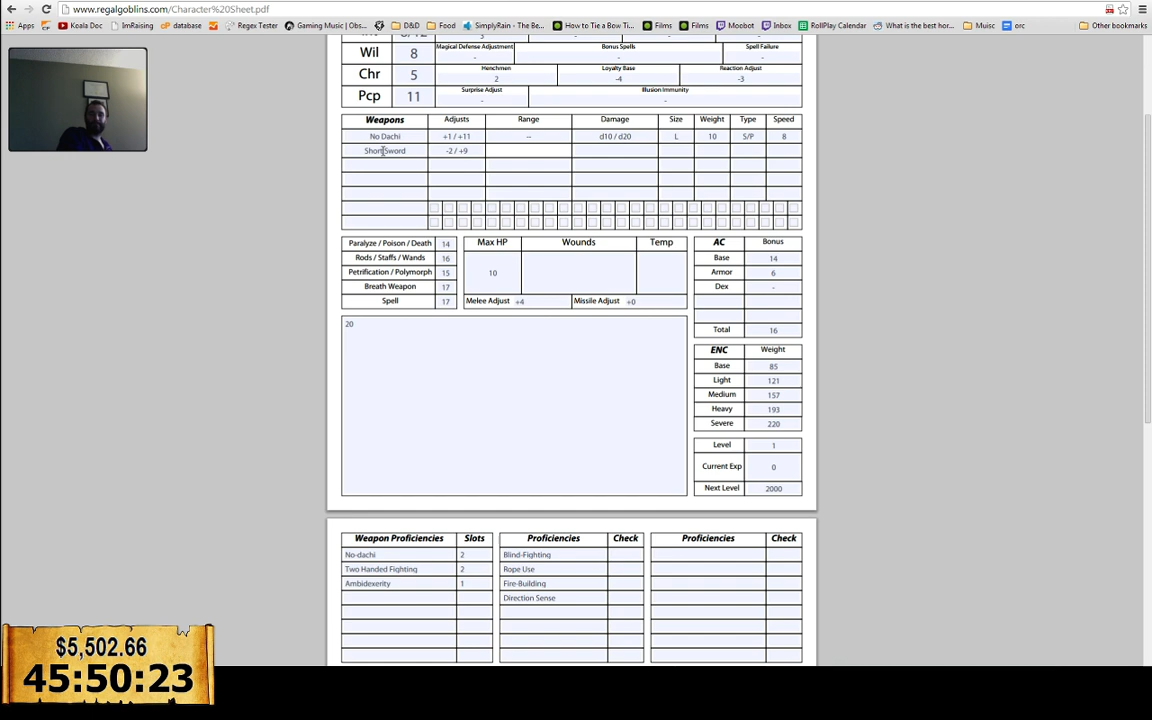 www.regalgoblins.com/Character%20Sheet.pdf
Apps Koala Doc ImRaising database Regex Tester Gaming Music | Obs... D&D Food SimplyRain - The Be... How to Tie a Bow Tie ... Films Films Moobot Inbox RollPlay Calendar What is the best hor... Muisc orc Other bookmarks
Wil 8 Magical Defense Adjustment - Bonus Spells - Spell Failure -
Chr 5 Henchmen 2 Loyalty Base -4 Reaction Adjust -3
Pcp 11 Surprise Adjust - Illusion Immunity -
Weapons Adjusts Range Damage Size Weight Type Speed
No Dachi +1 / +11 -- d10 / d20 L 10 S/P 8
Short Sword -2 / +9
Paralyze / Poison / Death 14
Rods / Staffs / Wands 16
Petrification / Polymorph 15
Breath Weapon 17
Spell 17
Max HP Wounds Temp
10
Melee Adjust +4 Missile Adjust +0
AC Bonus
Base 14
Armor 6
Dex -
Total 16
20
ENC Weight
Base 85
Light 121
Medium 157
Heavy 193
Severe 220
Level 1
Current Exp 0
Next Level 2000
Weapon Proficiencies Slots
No-dachi 2
Two Handed Fighting 2
Ambidexerity 1
Proficiencies Check
Blind-Fighting
Rope Use
Fire-Building
Direction Sense
Proficiencies Check
$5,502.66
45:50:23